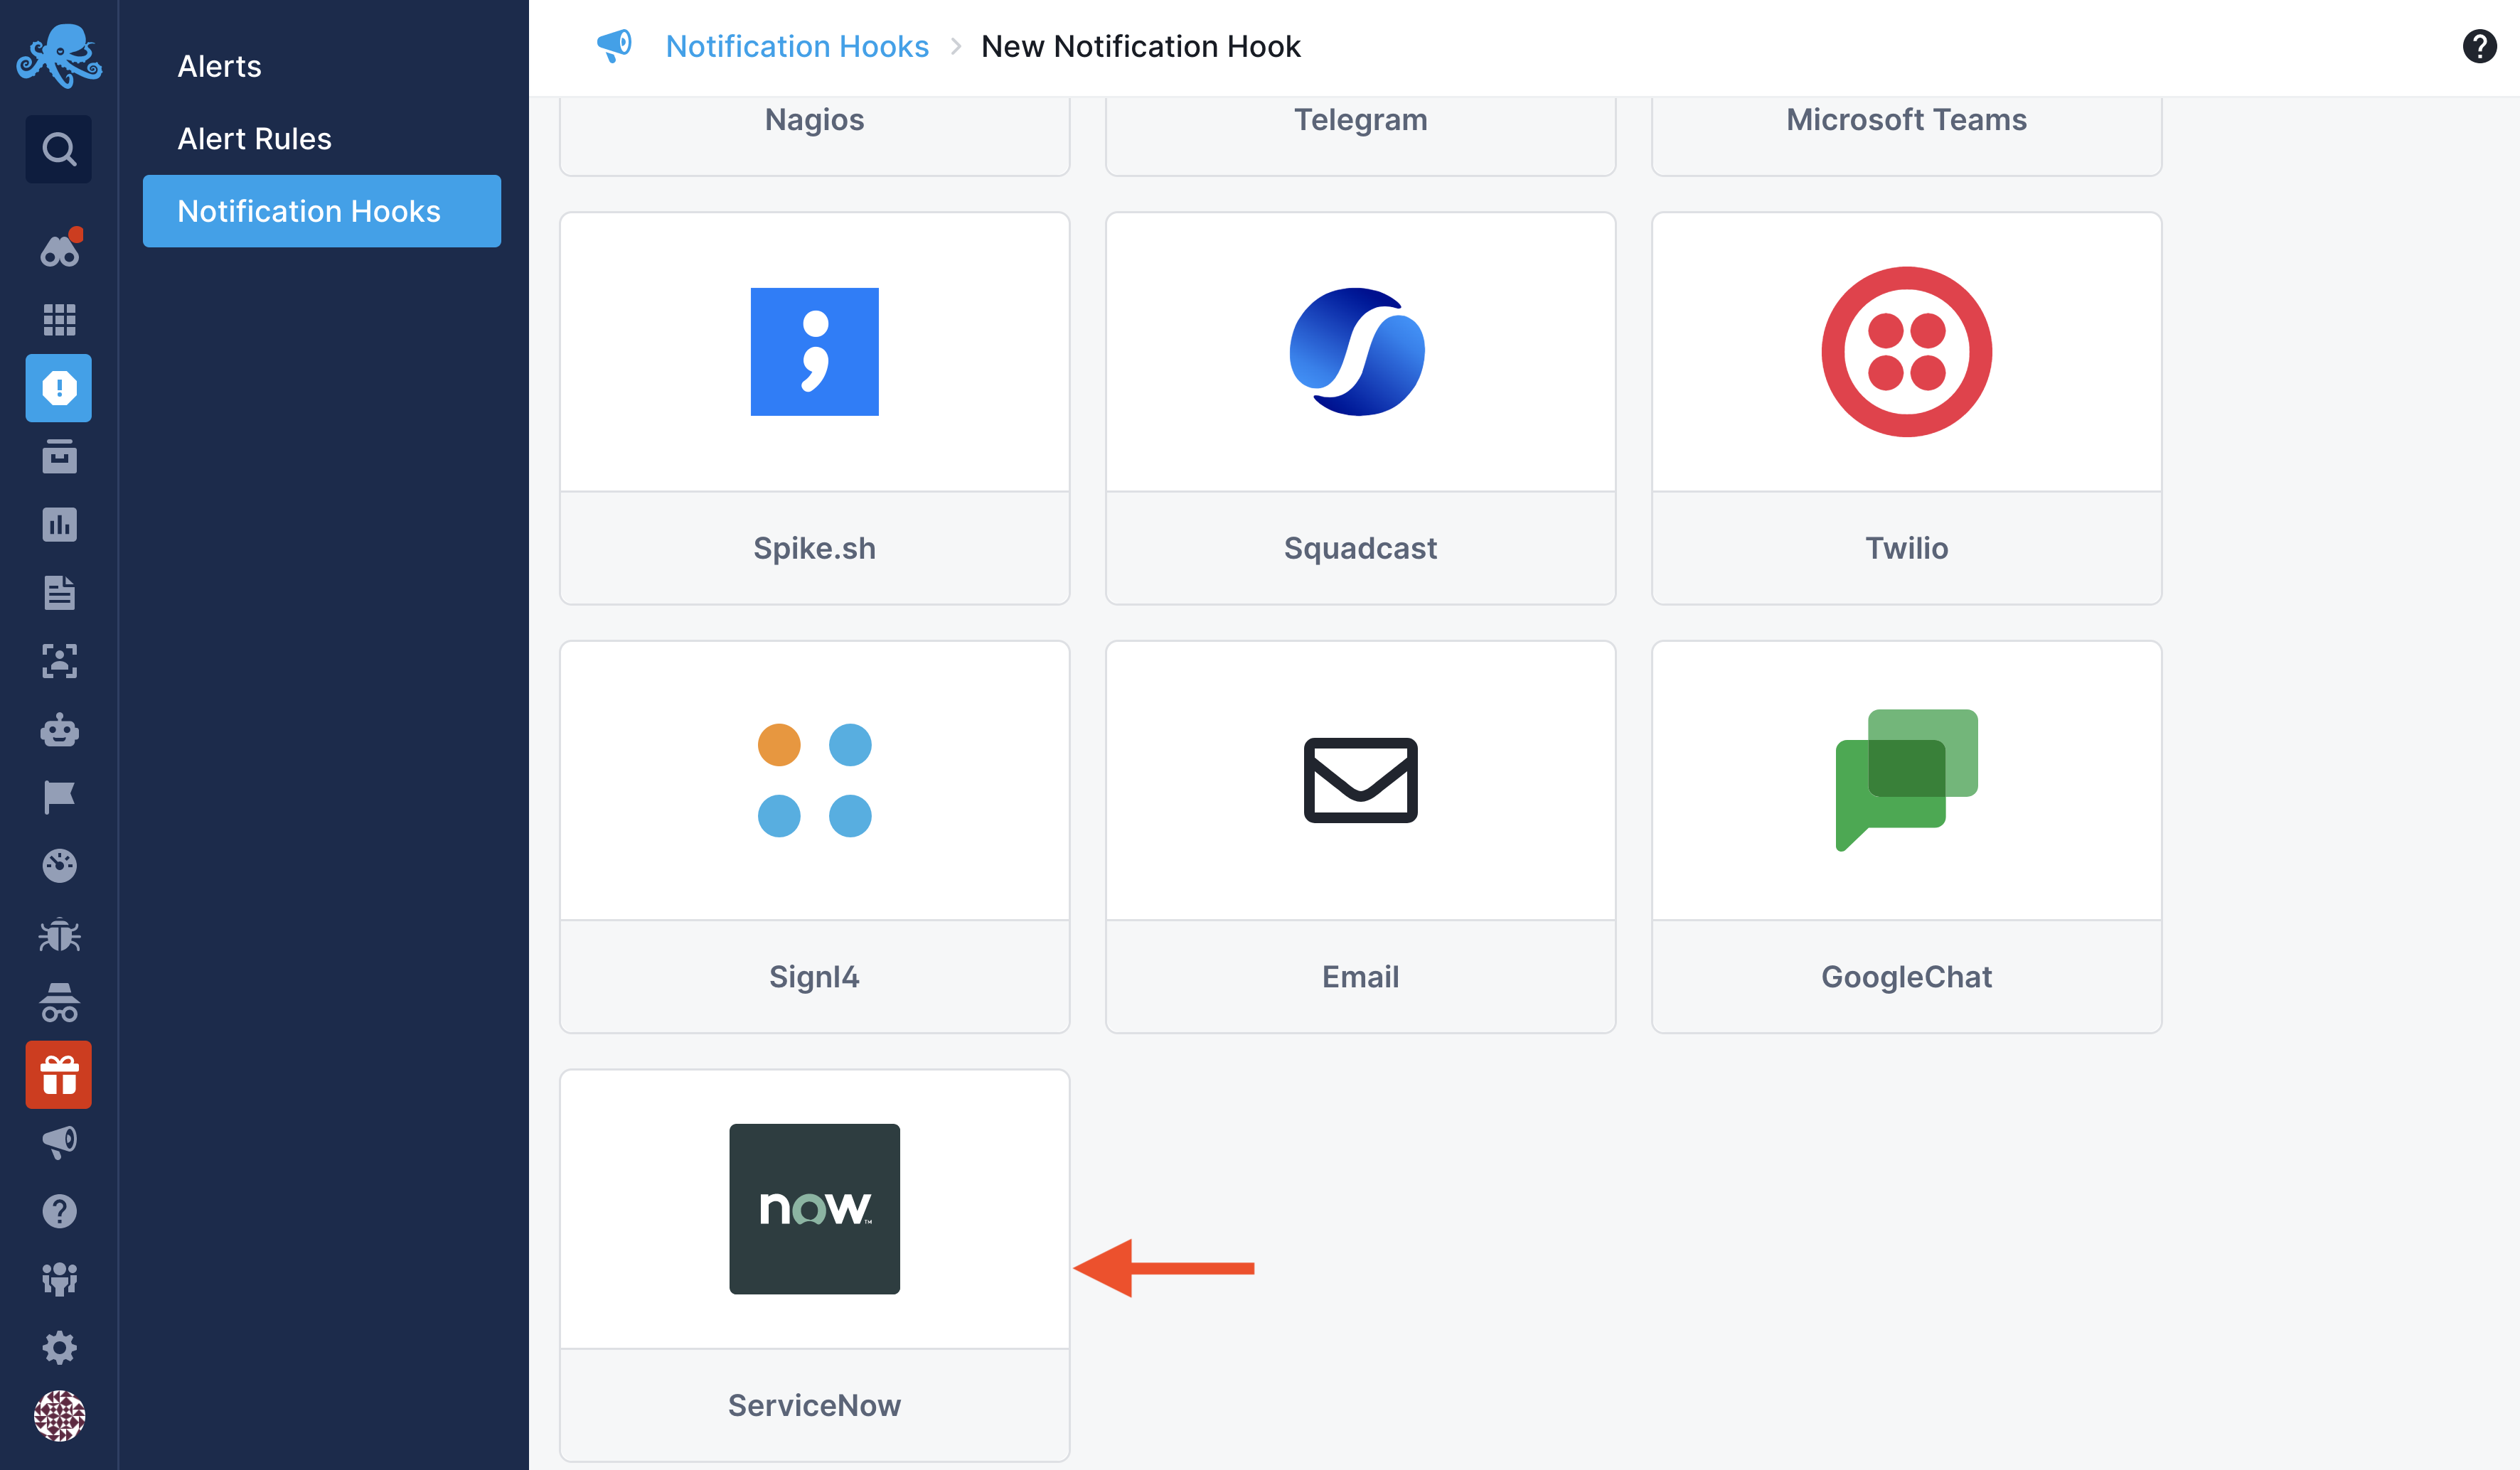 Alerts
Alert Rules
Notification Hooks
Notification Hooks > New Notification Hook
?
Nagios
Telegram
Microsoft Teams
;
Spike.sh
Squadcast
Twilio
Signl4
Email
GoogleChat
now™
ServiceNow